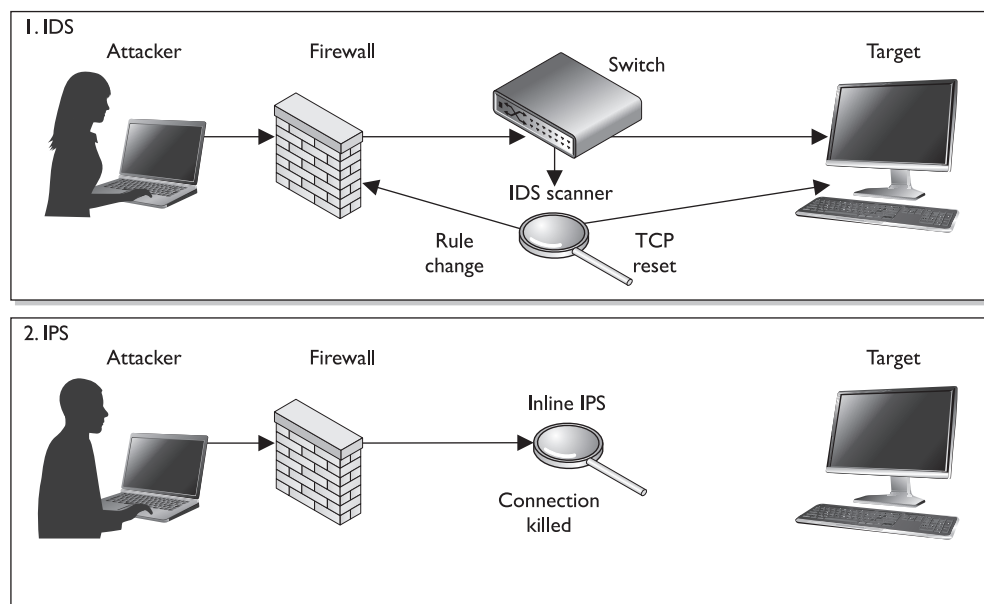 1. IDS
Attacker
Firewall
Switch
Target
IDS scanner
Rule
change
TCP
reset
2. IPS
Attacker
Firewall
Inline IPS
Target
Connection
killed